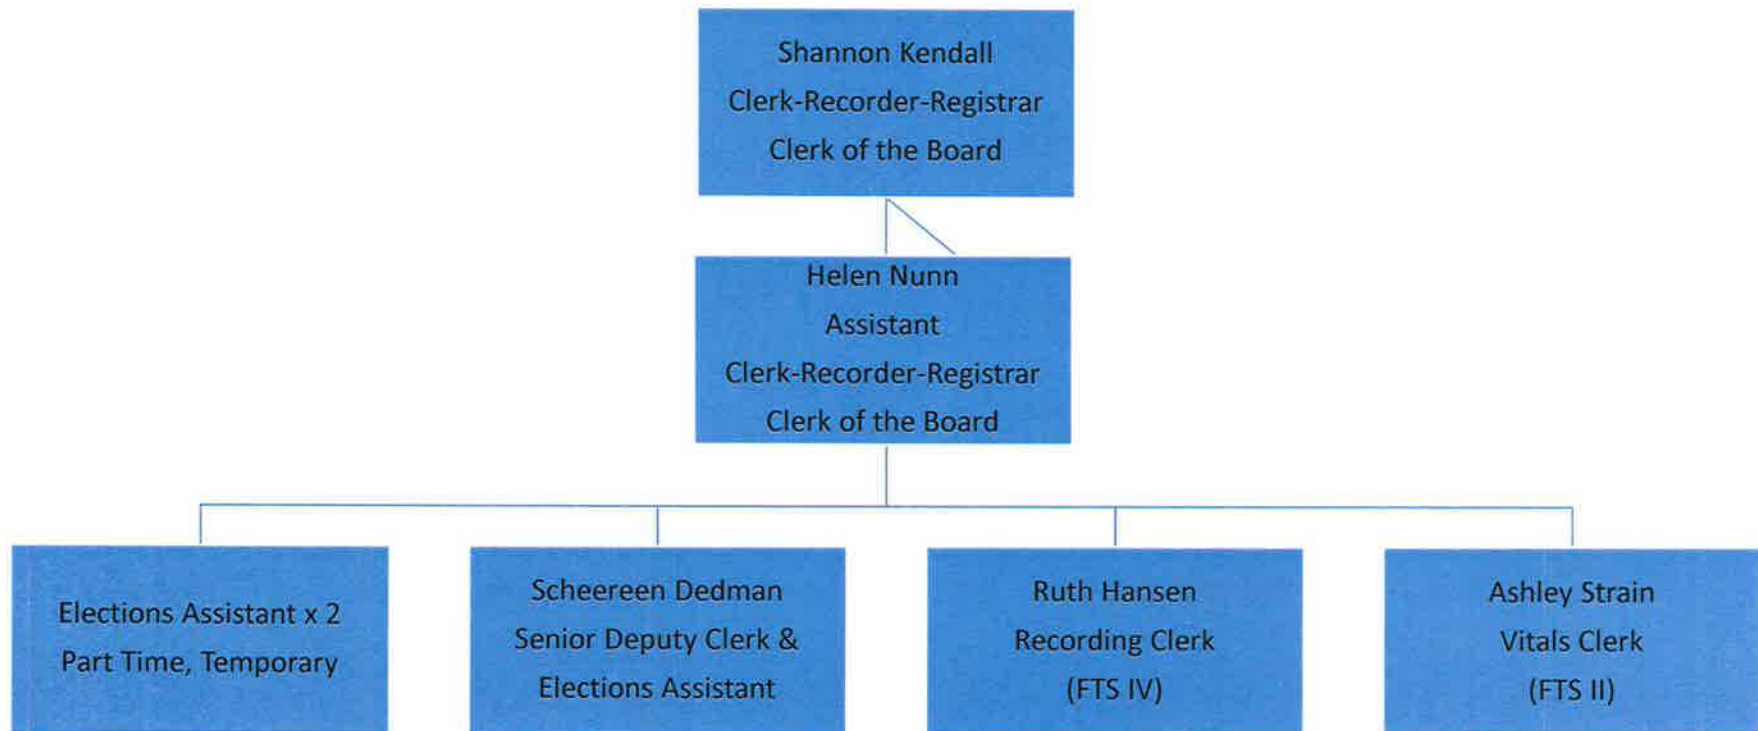 Shannon Kendall
Clerk-Recorder-Registrar
Clerk of the Board
Helen Nunn
Assistant
Clerk-Recorder-Registrar
Clerk of the Board
Elections Assistant x 2
Part Time, Temporary
Scheereen Dedman
Senior Deputy Clerk &
Elections Assistant
Ruth Hansen
Recording Clerk
(FTS IV)
Ashley Strain
Vitals Clerk
(FTS II)